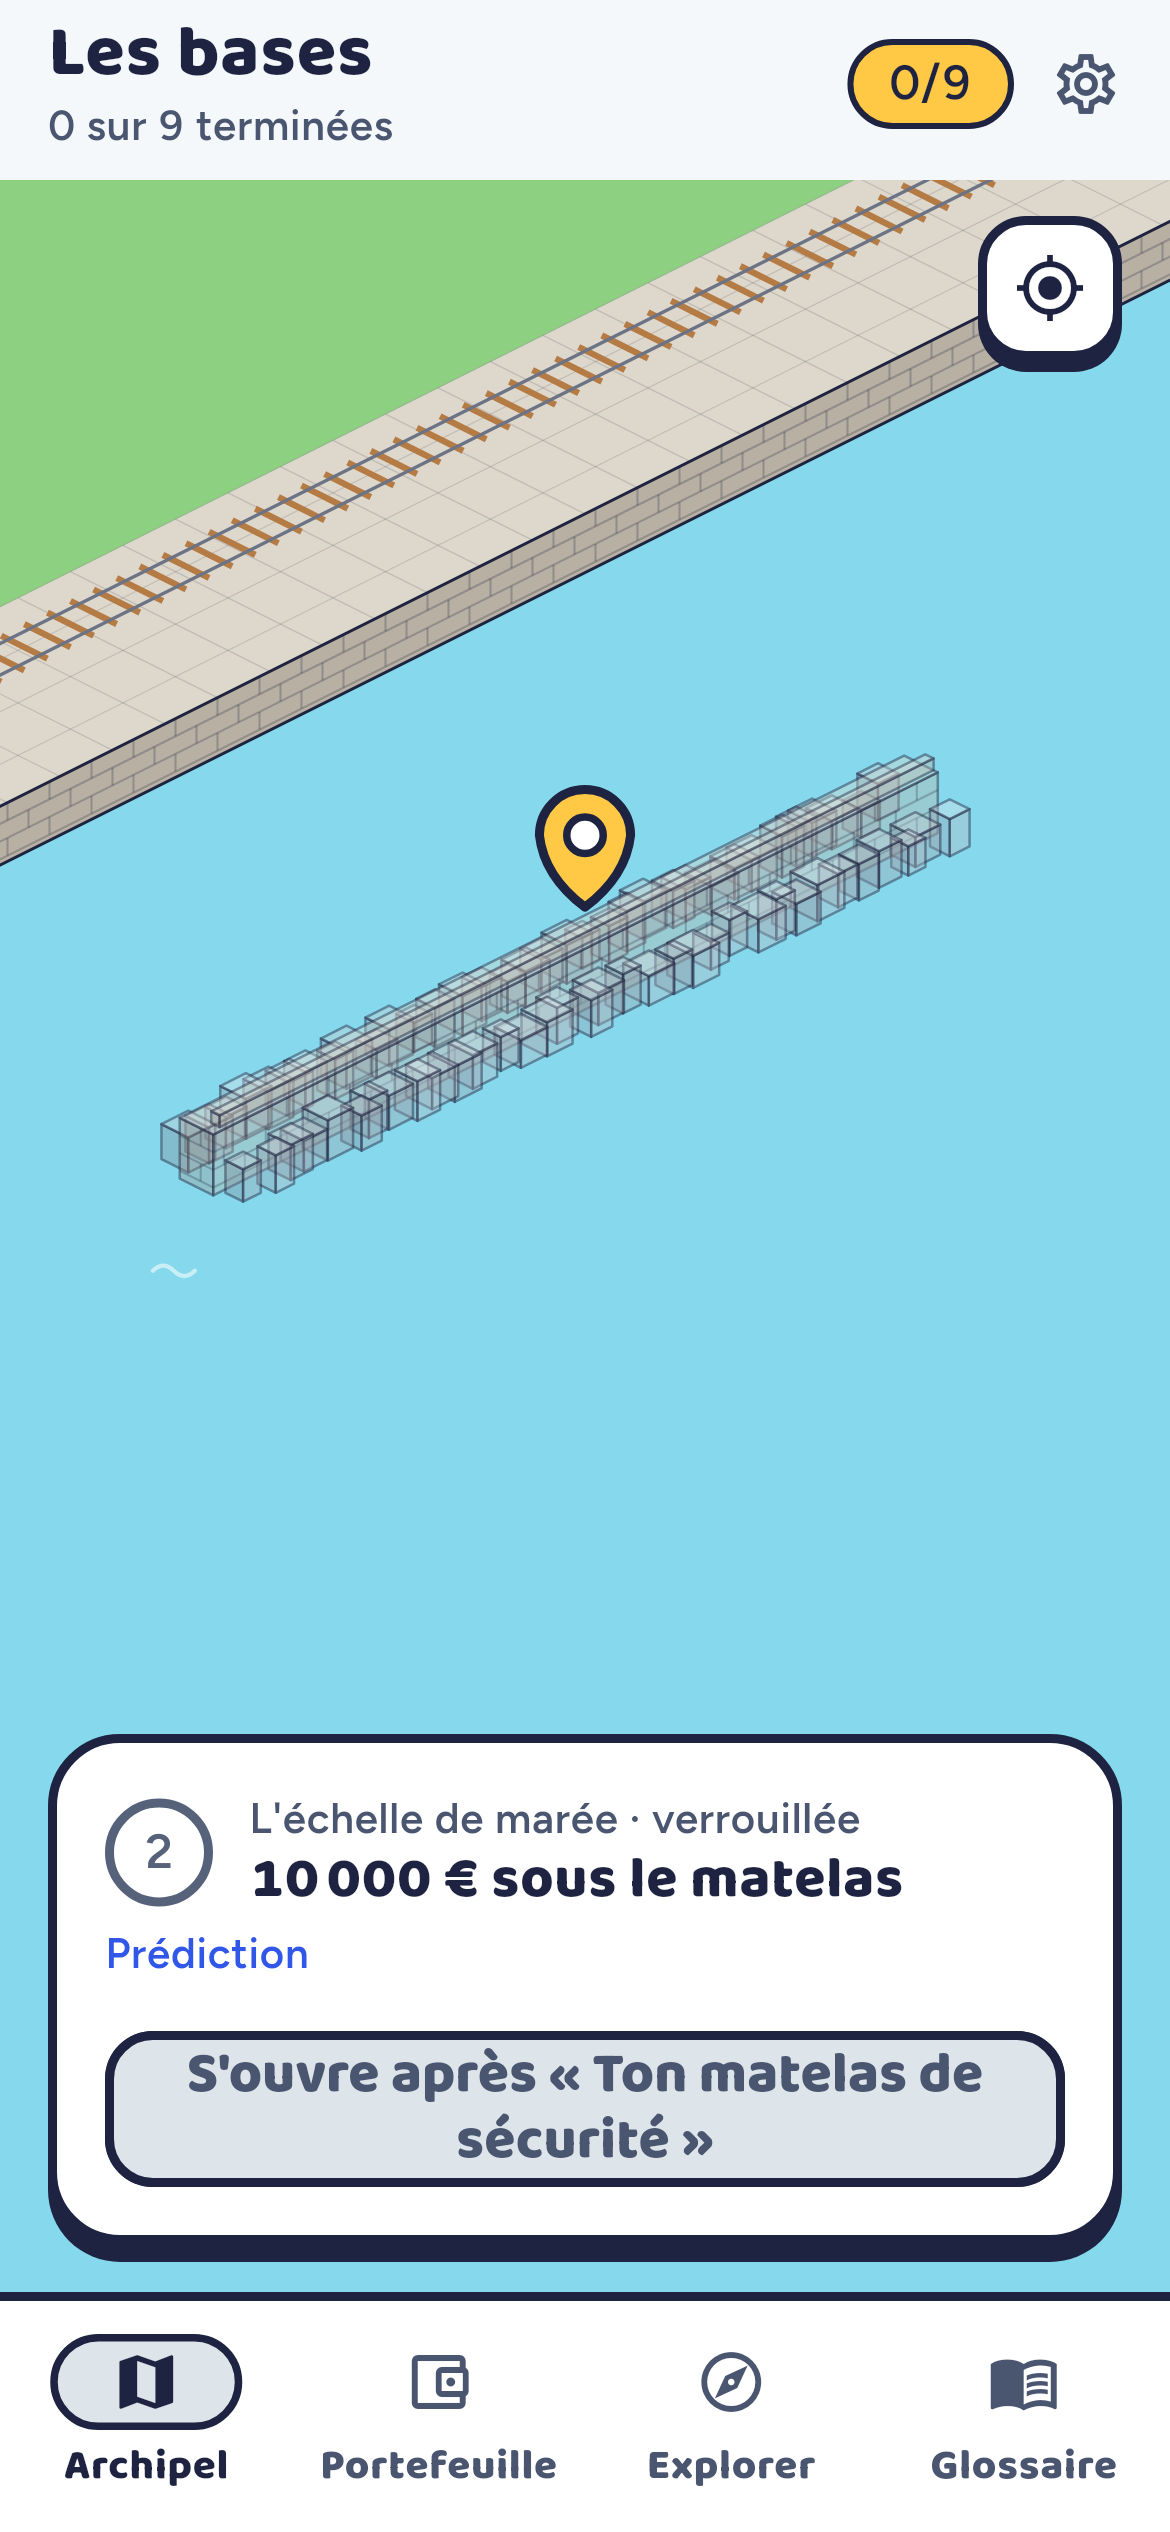 Les bases
0 sur 9 terminées
0/9
2
L'échelle de marée · verrouillée
10 000 € sous le matelas
Prédiction
S'ouvre après « Ton matelas de
sécurité »
Archipel
Portefeuille
Explorer
Glossaire